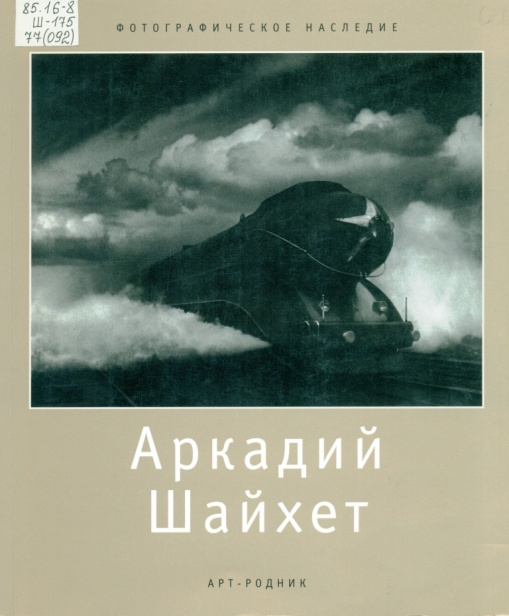 85.16-8
Ш-175
77(092)
ФОТОГРАФИЧЕСКОЕ НАСЛЕДИЕ
Аркадий
Шайхет
АРТ-РОДНИК